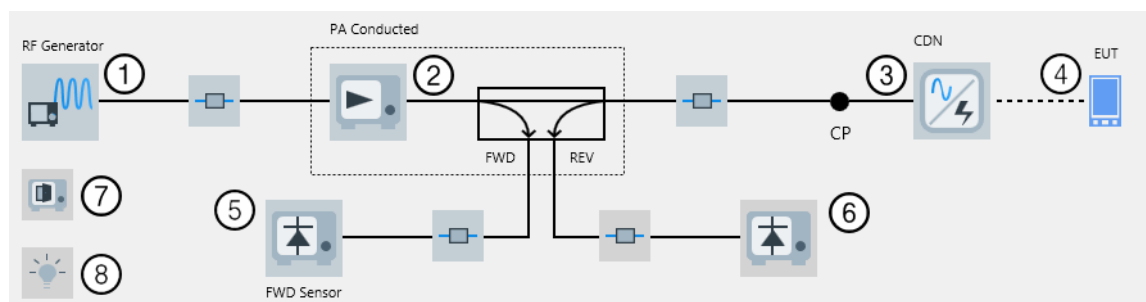 PA Conducted
RF Generator
CDN
EUT
1
2
3
4
CP
FWD
REV
7
5
6
8
FWD Sensor